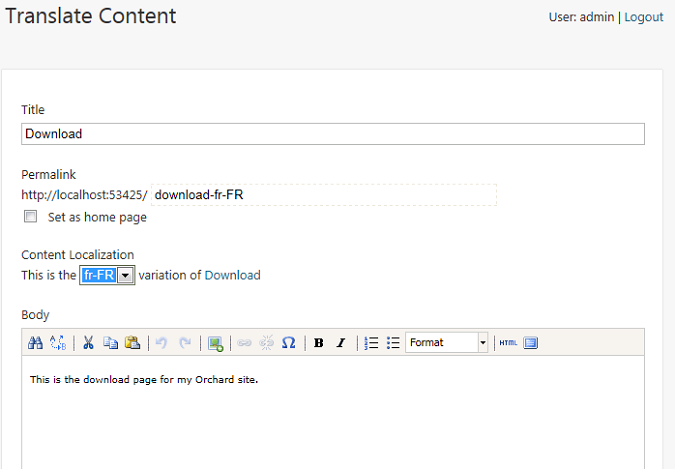 Translate Content
User: admin | Logout
Title
Download
Permalink
http://localhost:53425/ download-fr-FR
Set as home page
Content Localization
This is the fr-FR variation of Download
Body
B I Format HTML
This is the download page for my Orchard site.